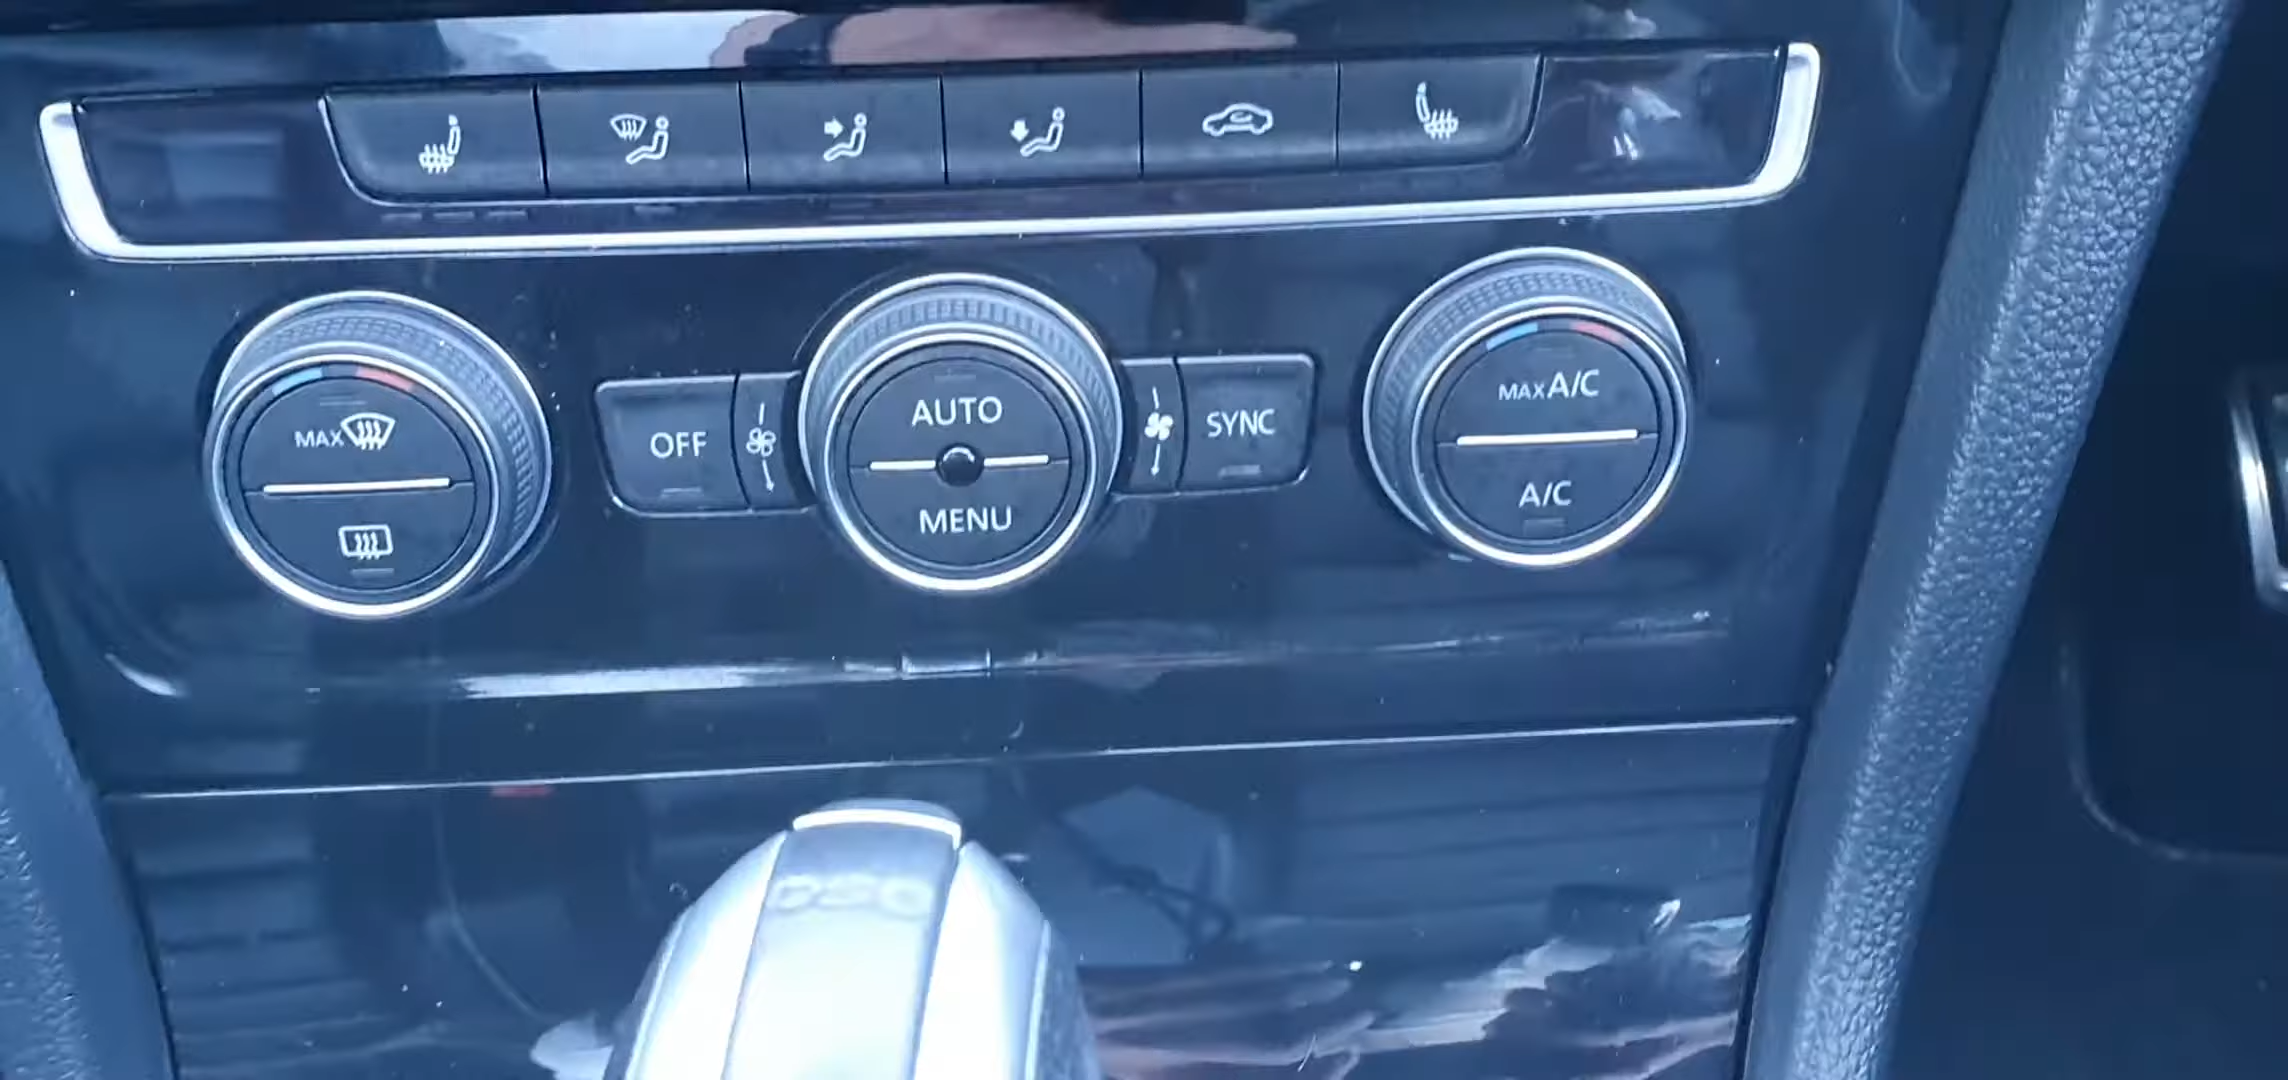 MAX
OFF
AUTO
MENU
SYNC
MAX A/C
A/C
DSG